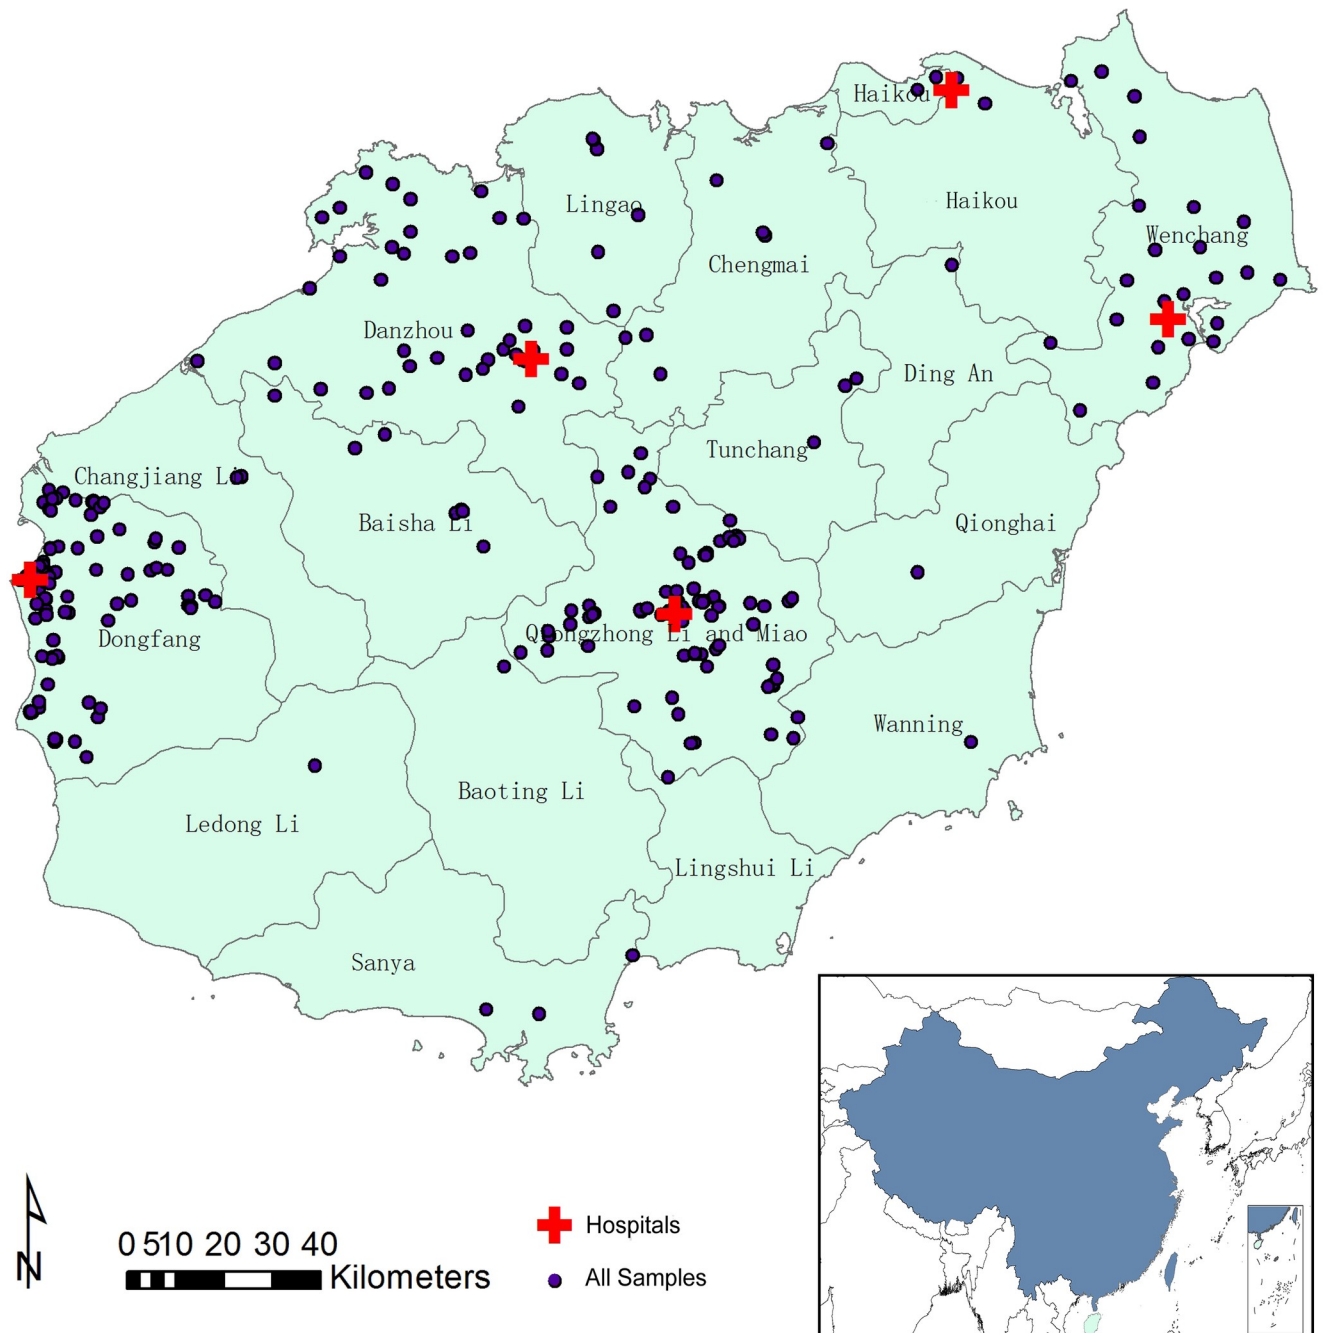 Haikou
Lingao
Haikou
Wenchang
Chengmai
Danzhou
Ding An
Tunchang
Changjiang Li
Baisha Li
Qionghai
Dongfang
Qiongzhong Li and Miao
Wanning
Baoting Li
Ledong Li
Lingshui Li
Sanya
N
0 5 10 20 30 40
Kilometers
Hospitals
All Samples